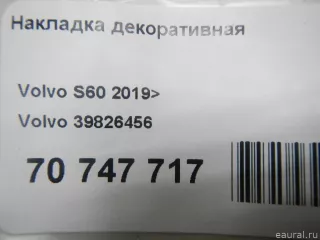 Накладка декоративная
Volvo S60 2019>
Volvo 39826456
70 747 717
eaural.ru